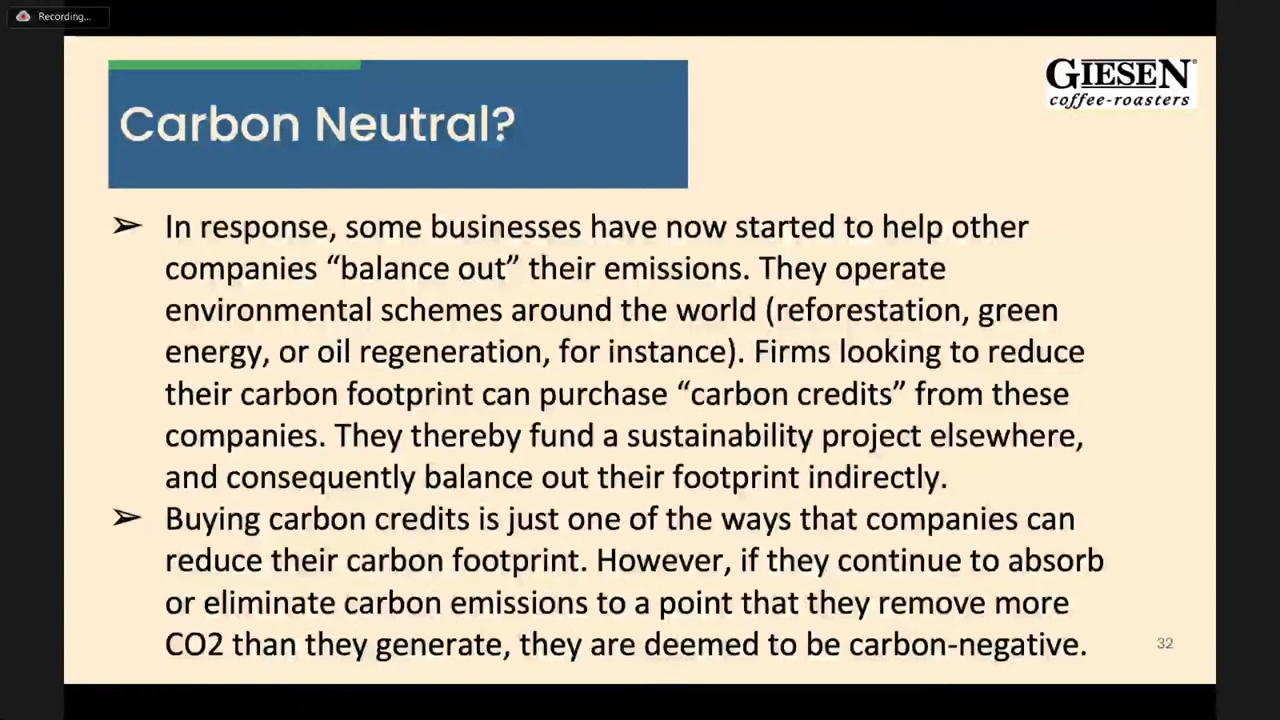 Recording...
GIESEN
coffee-roasters
Carbon Neutral?
➢ In response, some businesses have now started to help other
companies “balance out” their emissions. They operate
environmental schemes around the world (reforestation, green
energy, or oil regeneration, for instance). Firms looking to reduce
their carbon footprint can purchase “carbon credits” from these
companies. They thereby fund a sustainability project elsewhere,
and consequently balance out their footprint indirectly.
➢ Buying carbon credits is just one of the ways that companies can
reduce their carbon footprint. However, if they continue to absorb
or eliminate carbon emissions to a point that they remove more
CO2 than they generate, they are deemed to be carbon-negative.
32